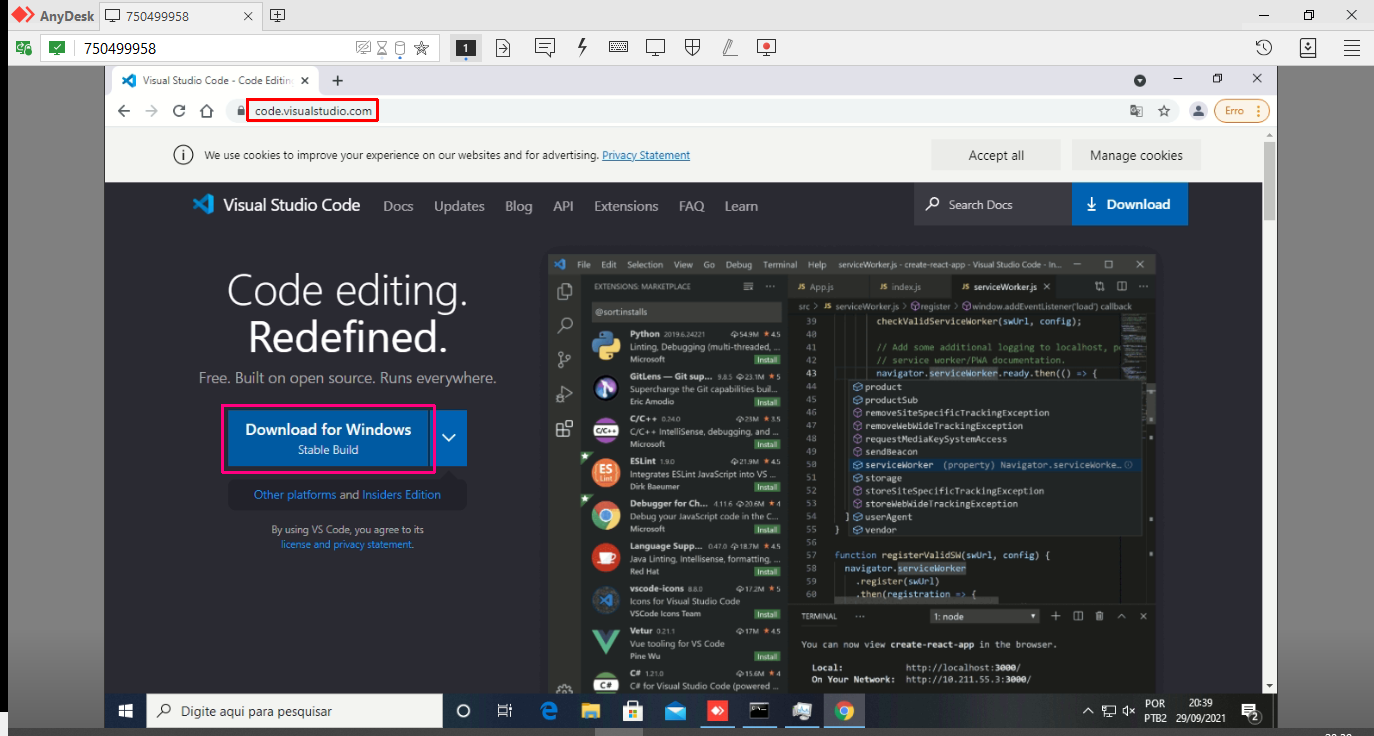 AnyDesk
750499958
750499958
1
Visual Studio Code - Code Editin
code.visualstudio.com
Erro
We use cookies to improve your experience on our websites and for advertising. Privacy Statement
Accept all
Manage cookies
Visual Studio Code
Docs
Updates
Blog
API
Extensions
FAQ
Learn
Search Docs
Download
Code editing.
Redefined.
Free. Built on open source. Runs everywhere.
Download for Windows
Stable Build
Other platforms and Insiders Edition
By using VS Code, you agree to its
license and privacy statement.
File Edit Selection View Go Debug Terminal Help serviceWorker.js - create-react-app - Visual Studio Code - In...
EXTENSIONS: MARKETPLACE
@sort:installs
Python 2019.6.24221 54.9M 4.5
Linting, Debugging (multi-threaded, ...
Microsoft Install
GitLens — Git sup... 9.8.5 23.1M 5
Supercharge the Git capabilities buil...
Eric Amodio Install
C/C++ 0.24.0 23M 3.5
C/C++ IntelliSense, debugging, and ...
Microsoft Install
ESLint 1.9.0 21.9M 4.5
Integrates ESLint JavaScript into VS ...
Dirk Baeumer Install
Debugger for Ch... 4.11.6 20.6M 4
Debug your JavaScript code in the C...
Microsoft Install
Language Supp... 0.47.0 18.7M 4.5
Java Linting, Intellisense, formatting, ...
Red Hat Install
vscode-icons 8.8.0 17.2M 5
Icons for Visual Studio Code
VSCode Icons Team Install
Vetur 0.21.1 17M 4.5
Vue tooling for VS Code
Pine Wu Install
C# 1.21.0 15.6M 4
C# for Visual Studio Code (powered ...
JS App.js
JS index.js
JS serviceWorker.js
src > JS serviceWorker.js > register > window.addEventListener('load') callback
39 checkValidServiceWorker(swUrl, config);
40
41 // Add some additional logging to localhost, p
42 // service worker/PWA documentation.
43 navigator.serviceWorker.ready.then(() => {
44 product
45 productSub
46 removeSiteSpecificTrackingException
47 removeWebWideTrackingException
48 requestMediaKeySystemAccess
49 sendBeacon
50 serviceWorker (property) Navigator.serviceWorke...
51 storage
52 storeSiteSpecificTrackingException
53 storeWebWideTrackingException
54 ] userAgent
55 } vendor
56
57 function registerValidSW(swUrl, config) {
58 navigator.serviceWorker
59 .register(swUrl)
60 .then(registration => {
TERMINAL ... 1: node
You can now view create-react-app in the browser.
Local: http://localhost:3000/
On Your Network: http://10.211.55.3:3000/
Digite aqui para pesquisar
POR
PTB2
20:39
29/09/2021
2